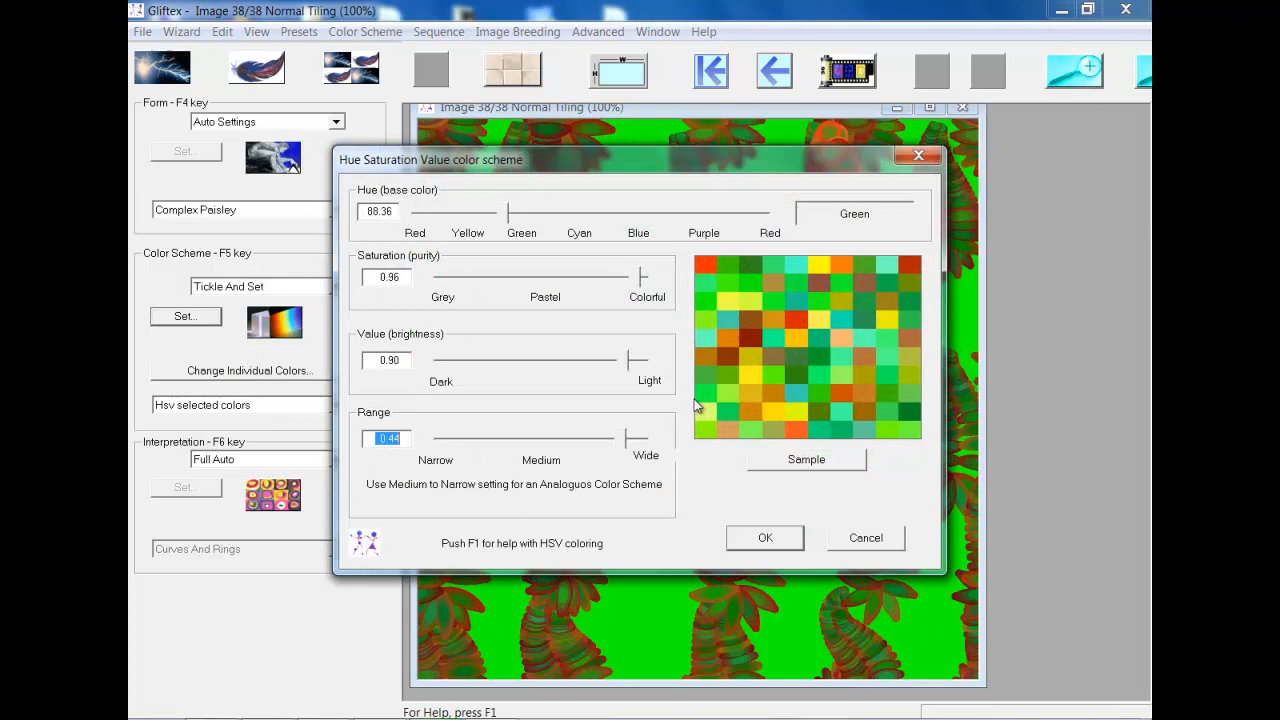 Gliftex - Image 38/38 Normal Tiling (100%)
File Wizard Edit View Presets Color Scheme Sequence Image Breeding Advanced Window Help
Form - F4 key
Auto Settings
Set...
Complex Paisley
Color Scheme - F5 key
Tickle And Set
Set...
Change Individual Colors...
Hsv selected colors
Interpretation - F6 key
Full Auto
Set...
Curves And Rings
Image 38/38 Normal Tiling (100%)
Hue Saturation Value color scheme
Hue (base color)
88.36
Green
Red Yellow Green Cyan Blue Purple Red
Saturation (purity)
0.96
Grey Pastel Colorful
Value (brightness)
0.90
Dark Light
Range
0.44
Narrow Medium Wide
Use Medium to Narrow setting for an Analoguos Color Scheme
Sample
Push F1 for help with HSV coloring
OK Cancel
For Help, press F1